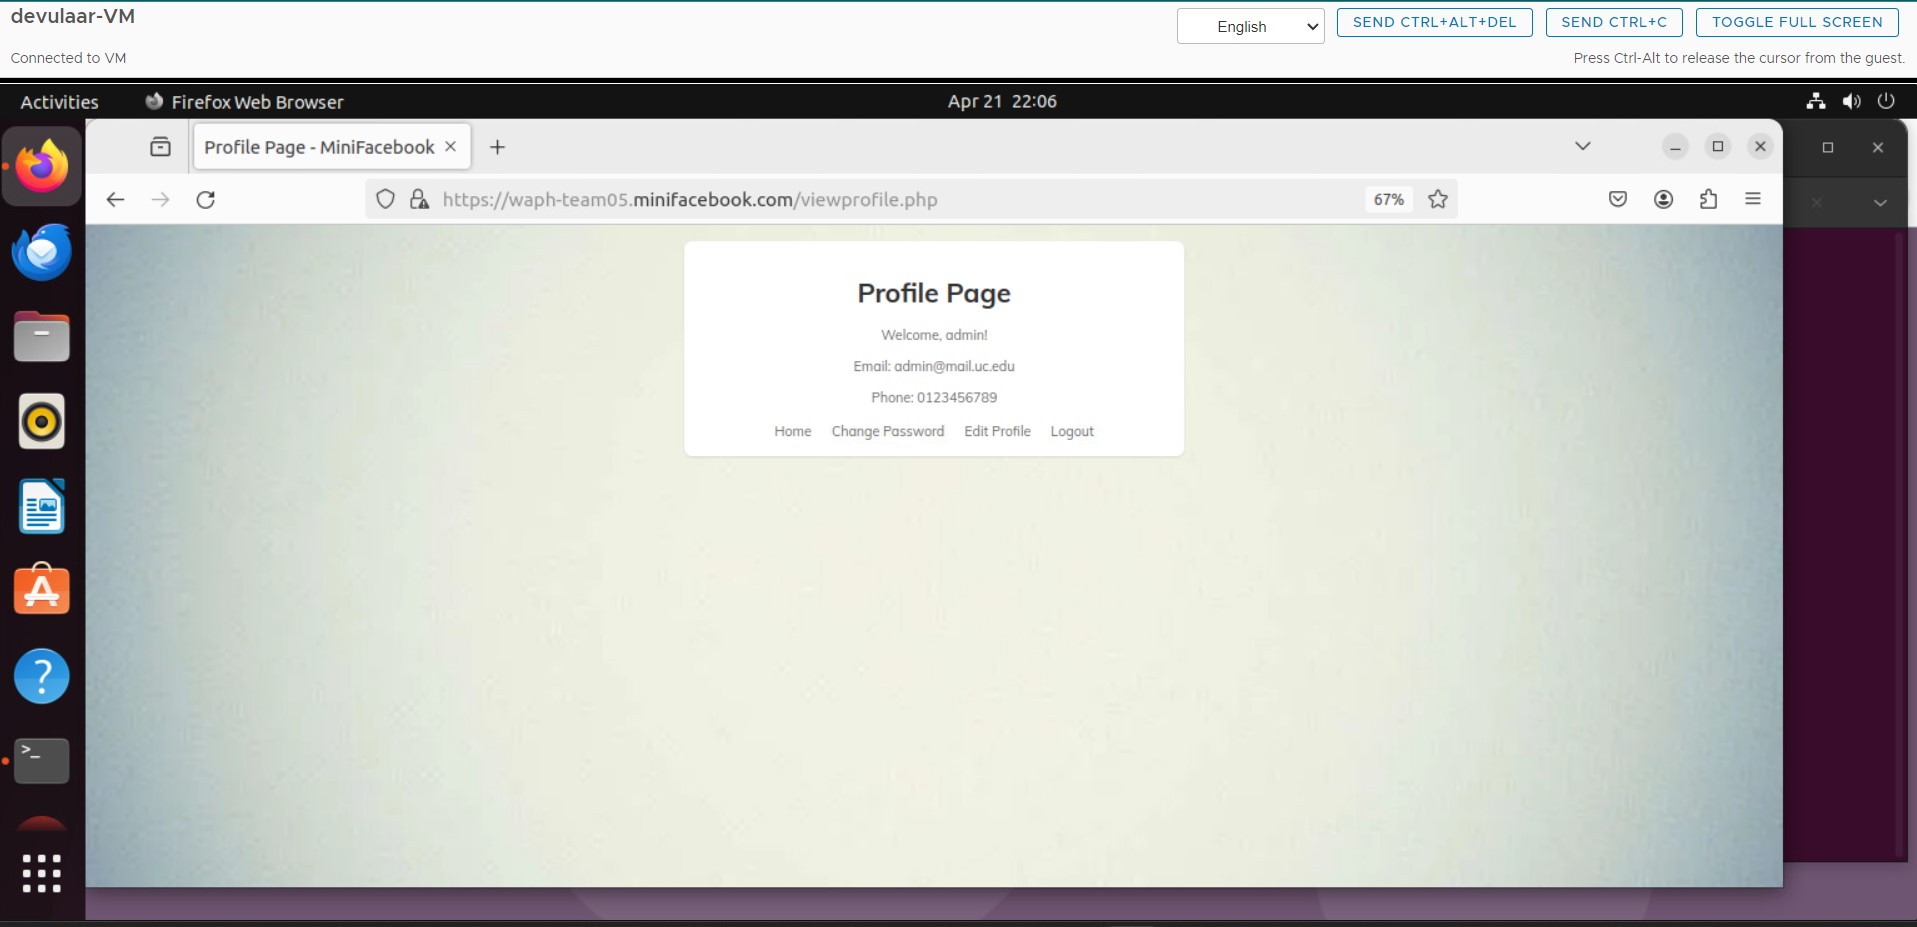 devulaar-VM
English
SEND CTRL+ALT+DEL
SEND CTRL+C
TOGGLE FULL SCREEN
Connected to VM
Press Ctrl-Alt to release the cursor from the guest.
Activities
Firefox Web Browser
Apr 21 22:06
Profile Page - MiniFacebook
https://waph-team05.minifacebook.com/viewprofile.php
67%
Profile Page
Welcome, admin!
Email: admin@mail.uc.edu
Phone: 0123456789
Home Change Password Edit Profile Logout